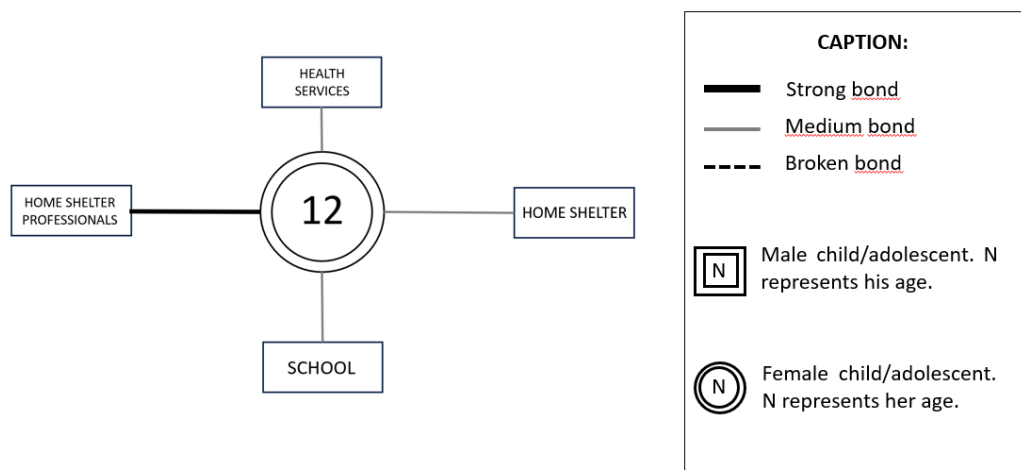 HEALTH
SERVICES
HOME SHELTER
PROFESSIONALS
12
HOME SHELTER
SCHOOL
CAPTION:
Strong bond
Medium bond
Broken bond
N
Male child/adolescent. N
represents his age.
N
Female child/adolescent.
N represents her age.